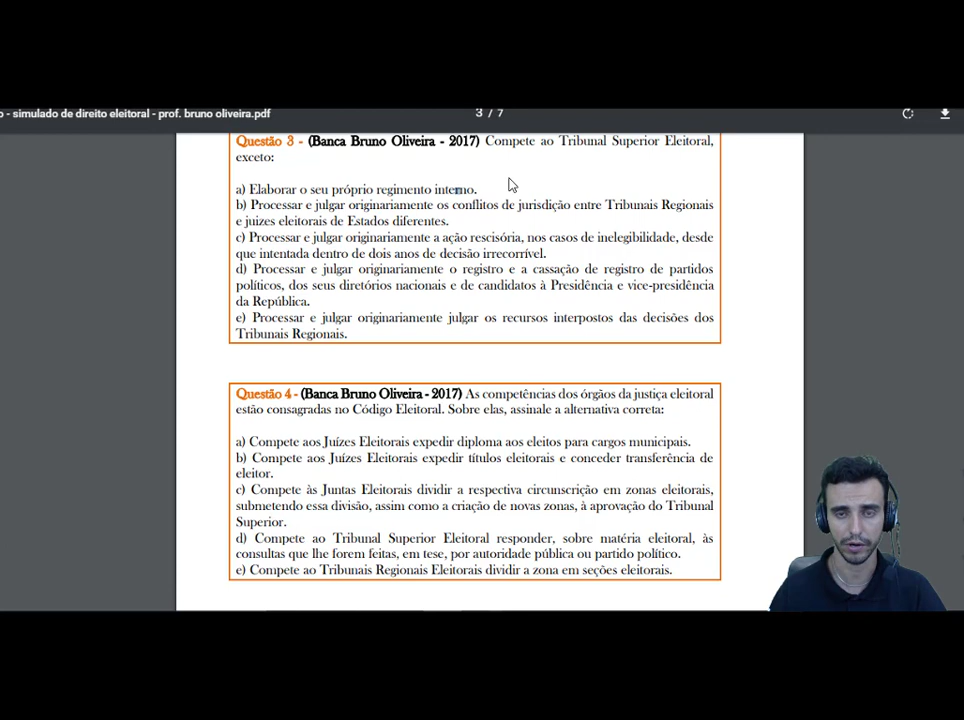 o - simulado de direito eleitoral - prof. bruno oliveira.pdf
3 / 7
Questão 3 - (Banca Bruno Oliveira - 2017) Compete ao Tribunal Superior Eleitoral,
exceto:
a) Elaborar o seu próprio regimento interno.
b) Processar e julgar originariamente os conflitos de jurisdição entre Tribunais Regionais
e juizes eleitorais de Estados diferentes.
c) Processar e julgar originariamente a ação rescisória, nos casos de inelegibilidade, desde
que intentada dentro de dois anos de decisão irrecorrível.
d) Processar e julgar originariamente o registro e a cassação de registro de partidos
políticos, dos seus diretórios nacionais e de candidatos à Presidência e vice-presidência
da República.
e) Processar e julgar originariamente julgar os recursos interpostos das decisões dos
Tribunais Regionais.
Questão 4 - (Banca Bruno Oliveira - 2017) As competências dos órgãos da justiça eleitoral
estão consagradas no Código Eleitoral. Sobre elas, assinale a alternativa correta:
a) Compete aos Juízes Eleitorais expedir diploma aos eleitos para cargos municipais.
b) Compete aos Juízes Eleitorais expedir títulos eleitorais e conceder transferência de
eleitor.
c) Compete às Juntas Eleitorais dividir a respectiva circunscrição em zonas eleitorais,
submetendo essa divisão, assim como a criação de novas zonas, à aprovação do Tribunal
Superior.
d) Compete ao Tribunal Superior Eleitoral responder, sobre matéria eleitoral, às
consultas que lhe forem feitas, em tese, por autoridade pública ou partido político.
e) Compete ao Tribunais Regionais Eleitorais dividir a zona em seções eleitorais.